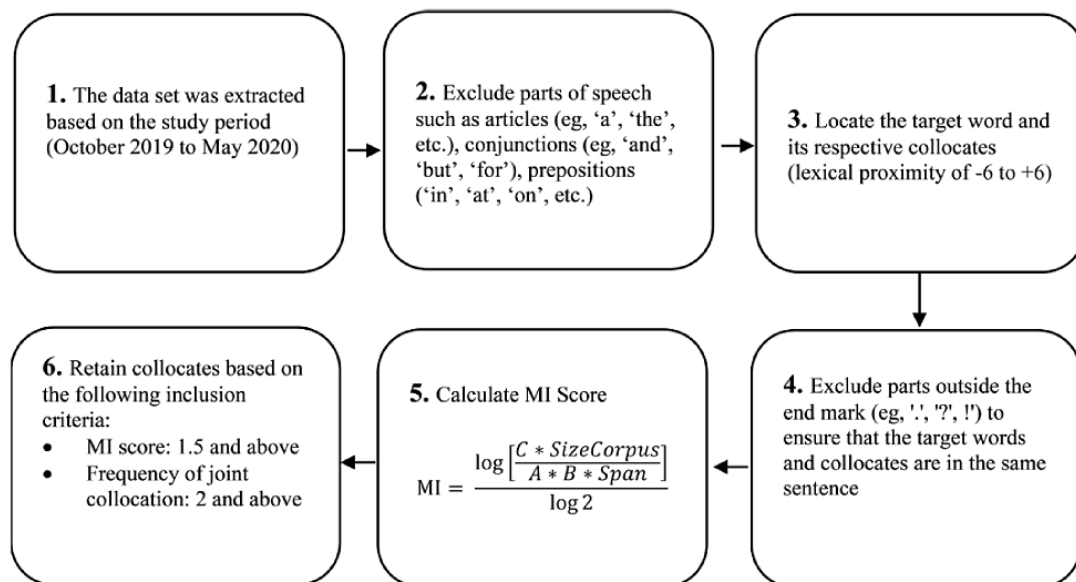 1. The data set was extracted
based on the study period
(October 2019 to May 2020)
2. Exclude parts of speech
such as articles (eg, ‘a’, ‘the’,
etc.), conjunctions (eg, ‘and’,
‘but’, ‘for’), prepositions
(‘in’, ‘at’, ‘on’, etc.)
3. Locate the target word and
its respective collocates
(lexical proximity of -6 to +6)
4. Exclude parts outside the
end mark (eg, '.', '?', !') to
ensure that the target words
and collocates are in the same
sentence
5. Calculate MI Score
MI = log[C * SizeCorpus / A * B * Span] / log 2
6. Retain collocates based on
the following inclusion
criteria:
• MI score: 1.5 and above
• Frequency of joint
collocation: 2 and above